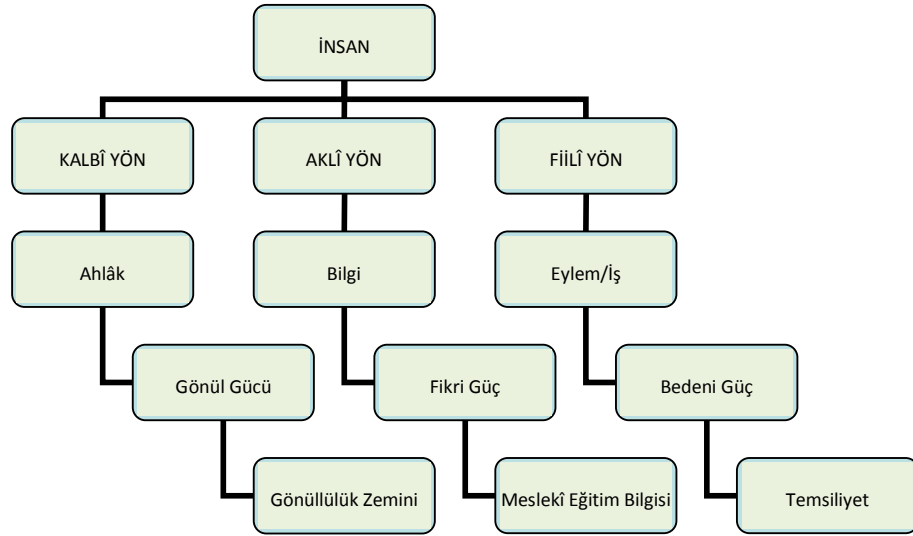 İNSAN
KALBÎ YÖN
AKLÎ YÖN
FİİLÎ YÖN
Ahlâk
Bilgi
Eylem/İş
Gönül Gücü
Fikri Güç
Bedeni Güç
Gönüllülük Zemini
Meslekî Eğitim Bilgisi
Temsiliyet